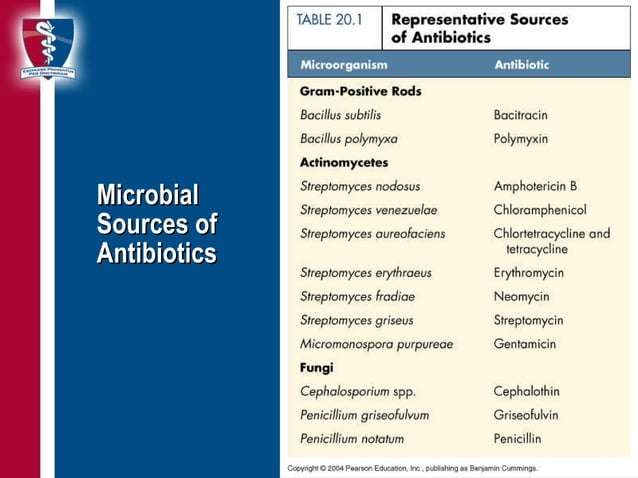 Microbial
Sources of
Antibiotics
TABLE 20.1
Representative Sources
of Antibiotics
Microorganism Antibiotic
Gram-Positive Rods
Bacillus subtilis Bacitracin
Bacillus polymyxa Polymyxin
Actinomycetes
Streptomyces nodosus Amphotericin B
Streptomyces venezuelae Chloramphenicol
Streptomyces aureofaciens Chlortetracycline and
tetracycline
Streptomyces erythraeus Erythromycin
Streptomyces fradiae Neomycin
Streptomyces griseus Streptomycin
Micromonospora purpureae Gentamicin
Fungi
Cephalosporium spp. Cephalothin
Penicillium griseofulvum Griseofulvin
Penicillium notatum Penicillin
Copyright © 2004 Pearson Education, Inc., publishing as Benjamin Cummings.